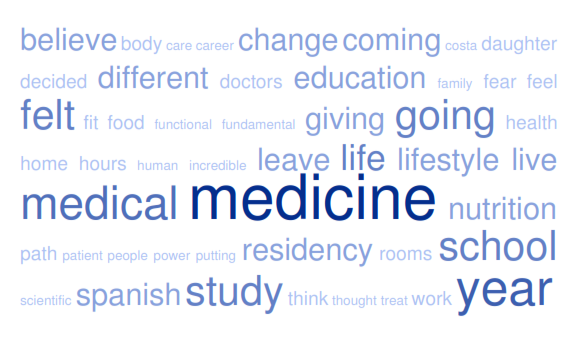 believe body care career change coming costa daughter
decided different doctors education family fear feel
felt fit food functional fundamental giving going health
home hours human incredible leave life lifestyle live
medical medicine nutrition
path patient people power putting residency rooms school
scientific spanish study think thought treat work year